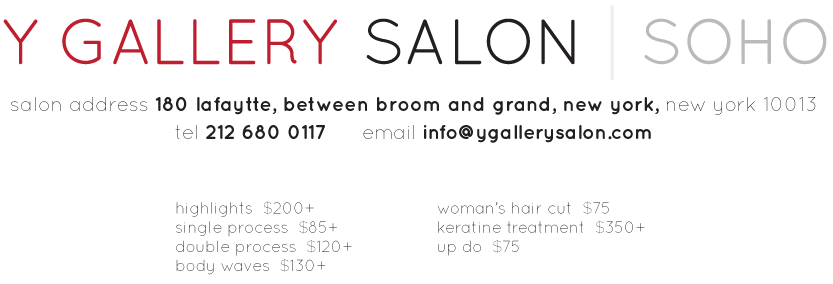 Y GALLERY SALON | SOHO
salon address 180 lafaytte, between broom and grand, new york, new york 10013
tel 212 680 0117 email info@ygallerysalon.com
highlights $200+
single process $85+
double process $120+
body waves $130+
woman's hair cut $75
keratine treatment $350+
up do $75